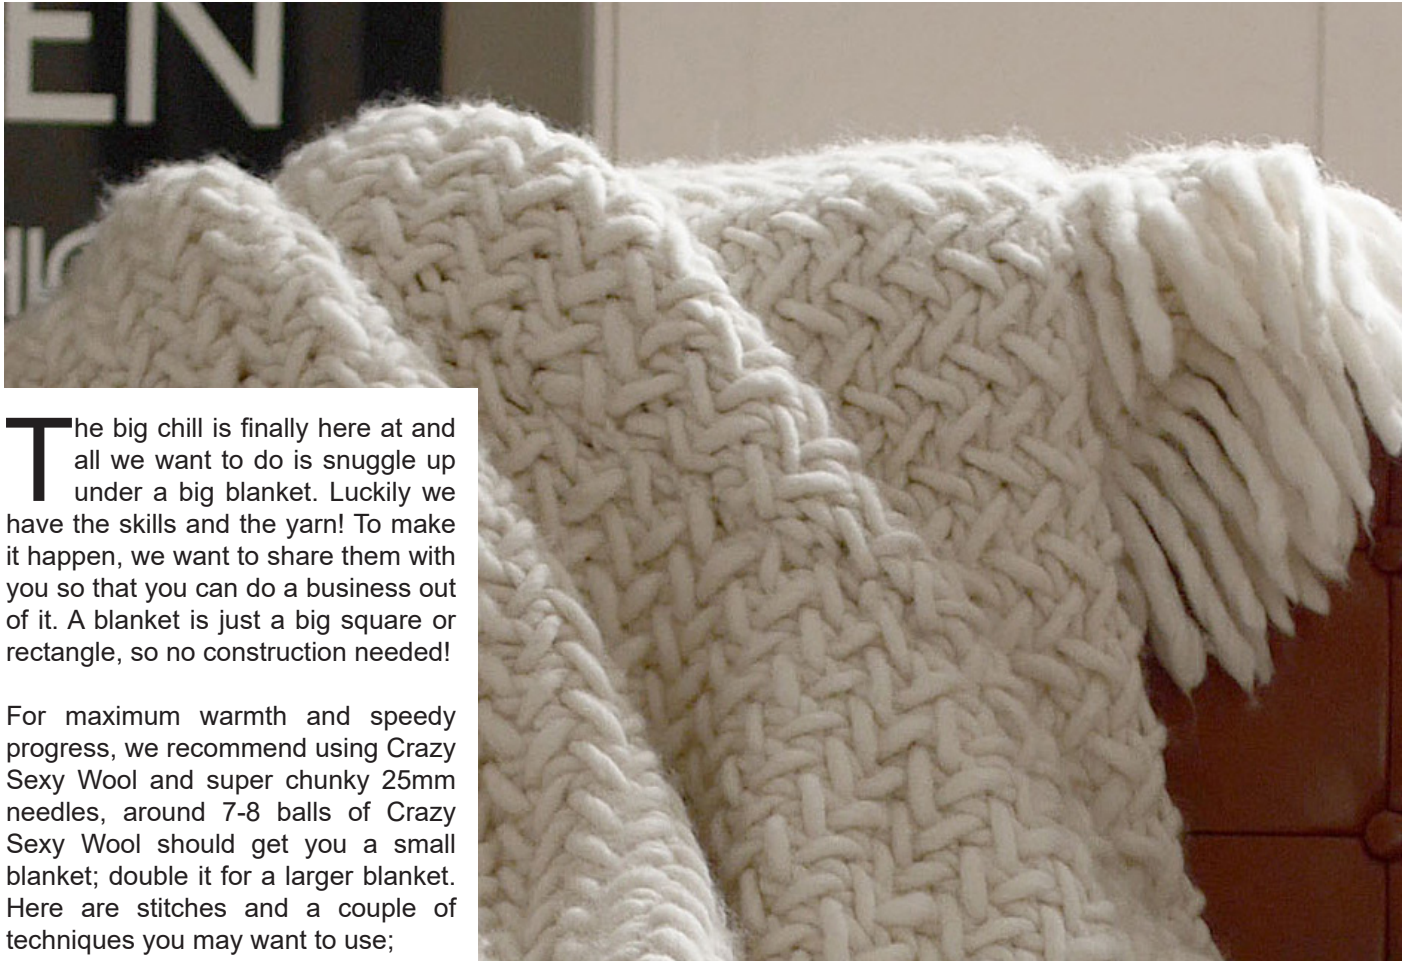 EN
The big chill is finally here at and
all we want to do is snuggle up
under a big blanket. Luckily we
have the skills and the yarn! To make
it happen, we want to share them with
you so that you can do a business out
of it. A blanket is just a big square or
rectangle, so no construction needed!
For maximum warmth and speedy
progress, we recommend using Crazy
Sexy Wool and super chunky 25mm
needles, around 7-8 balls of Crazy
Sexy Wool should get you a small
blanket; double it for a larger blanket.
Here are stitches and a couple of
techniques you may want to use;